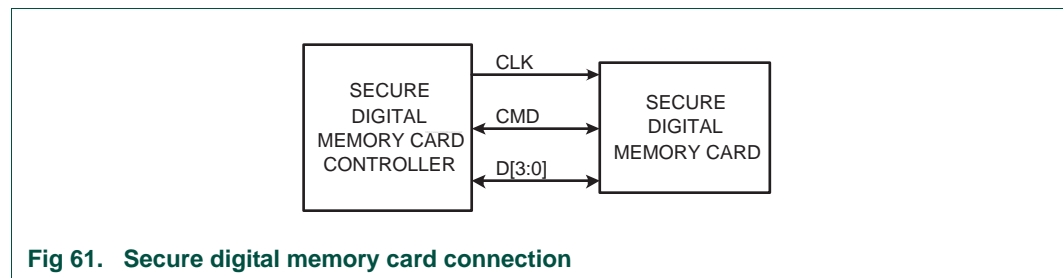 SECURE
DIGITAL
MEMORY CARD
CONTROLLER
CLK
CMD
D[3:0]
SECURE
DIGITAL
MEMORY CARD
Fig 61. Secure digital memory card connection